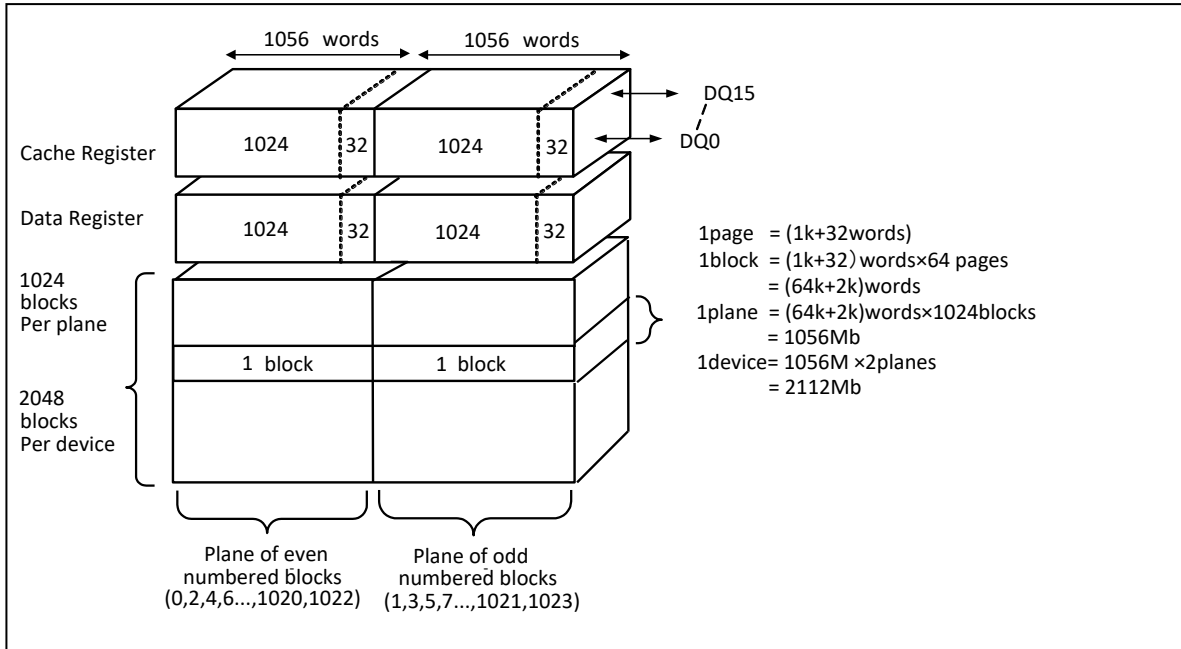 1056 words
1056 words
DQ15
DQ0
Cache Register
1024
32
1024
32
Data Register
1024
32
1024
32
1024
blocks
Per plane
2048
blocks
Per device
1 block
1 block
1page = (1k+32words)
1block = (1k+32）words×64 pages
= (64k+2k)words
1plane = (64k+2k)words×1024blocks
= 1056Mb
1device= 1056M ×2planes
= 2112Mb
Plane of even
numbered blocks
(0,2,4,6...,1020,1022)
Plane of odd
numbered blocks
(1,3,5,7...,1021,1023)